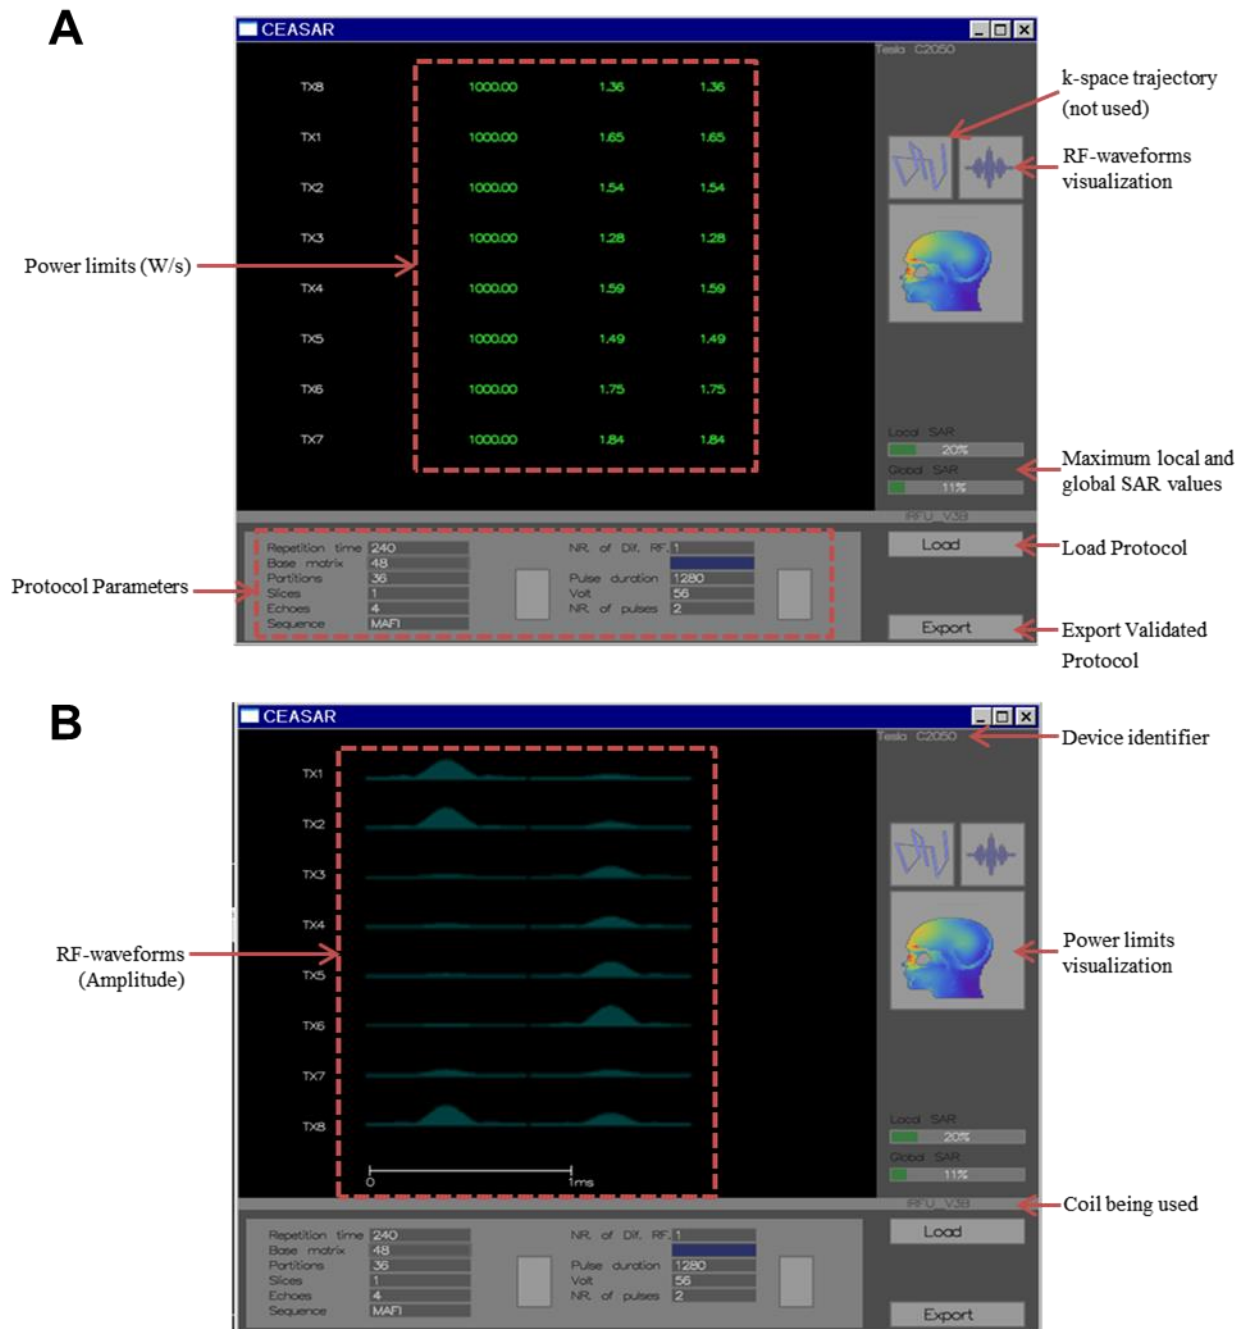 A
CEASAR
Tesla C2050
TX8 1000.00 1.36 1.36
TX1 1000.00 1.65 1.65
TX2 1000.00 1.54 1.54
TX3 1000.00 1.28 1.28
TX4 1000.00 1.59 1.59
TX5 1000.00 1.49 1.49
TX6 1000.00 1.75 1.75
TX7 1000.00 1.84 1.84
Power limits (W/s)
k-space trajectory
(not used)
RF-waveforms
visualization
Local SAR
20%
Global SAR
11%
Maximum local and
global SAR values
IRFU_V3B
Load
Load Protocol
Export
Export Validated
Protocol
Protocol Parameters
Repetition time 240
Base matrix 48
Partitions 36
Slices 1
Echoes 4
Sequence MAFI
NR. of Dif. RF. 1
Pulse duration 1280
Volt 56
NR. of pulses 2
B
CEASAR
Tesla C2050
Device identifier
TX1
TX2
TX3
TX4
TX5
TX6
TX7
TX8
0 1ms
RF-waveforms
(Amplitude)
Power limits
visualization
Local SAR
20%
Global SAR
11%
IRFU_V3B
Coil being used
Load
Export
Repetition time 240
Base matrix 48
Partitions 36
Slices 1
Echoes 4
Sequence MAFI
NR. of Dif. RF. 1
Pulse duration 1280
Volt 56
NR. of pulses 2